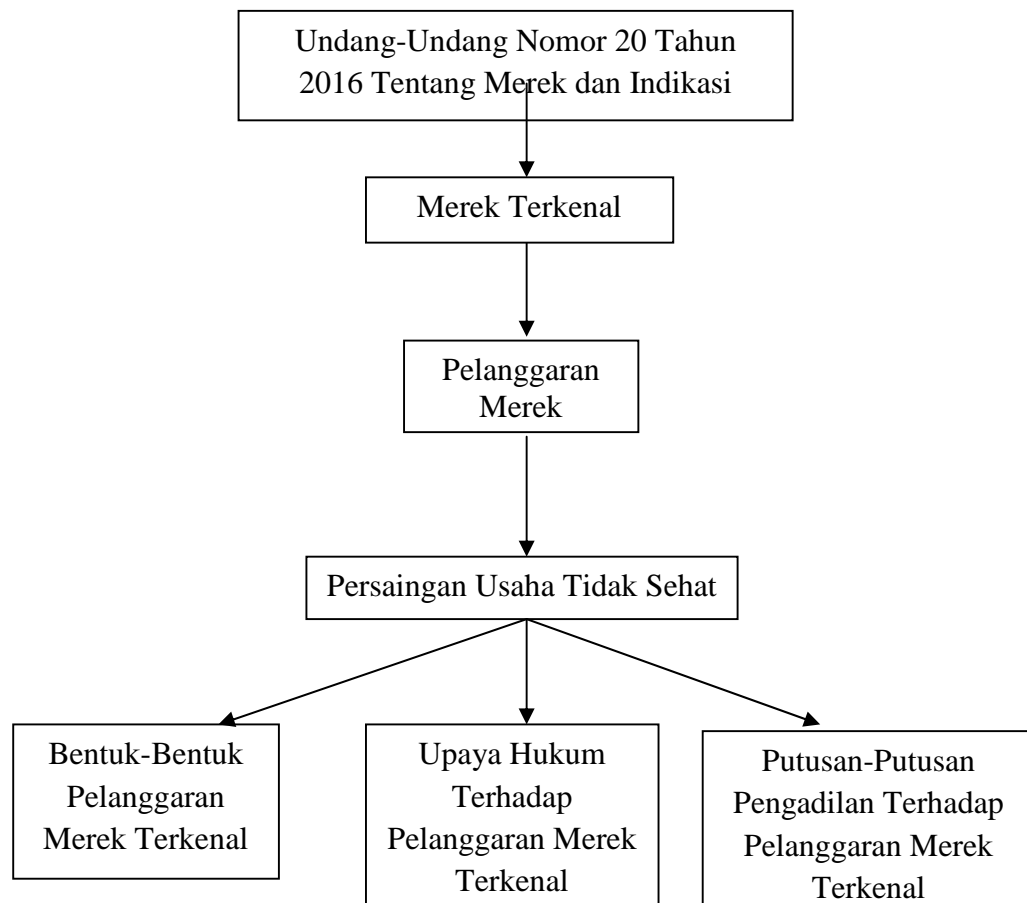 Undang-Undang Nomor 20 Tahun
2016 Tentang Merek dan Indikasi
Merek Terkenal
Pelanggaran
Merek
Persaingan Usaha Tidak Sehat
Bentuk-Bentuk
Pelanggaran
Merek Terkenal
Upaya Hukum
Terhadap
Pelanggaran Merek
Terkenal
Putusan-Putusan
Pengadilan Terhadap
Pelanggaran Merek
Terkenal